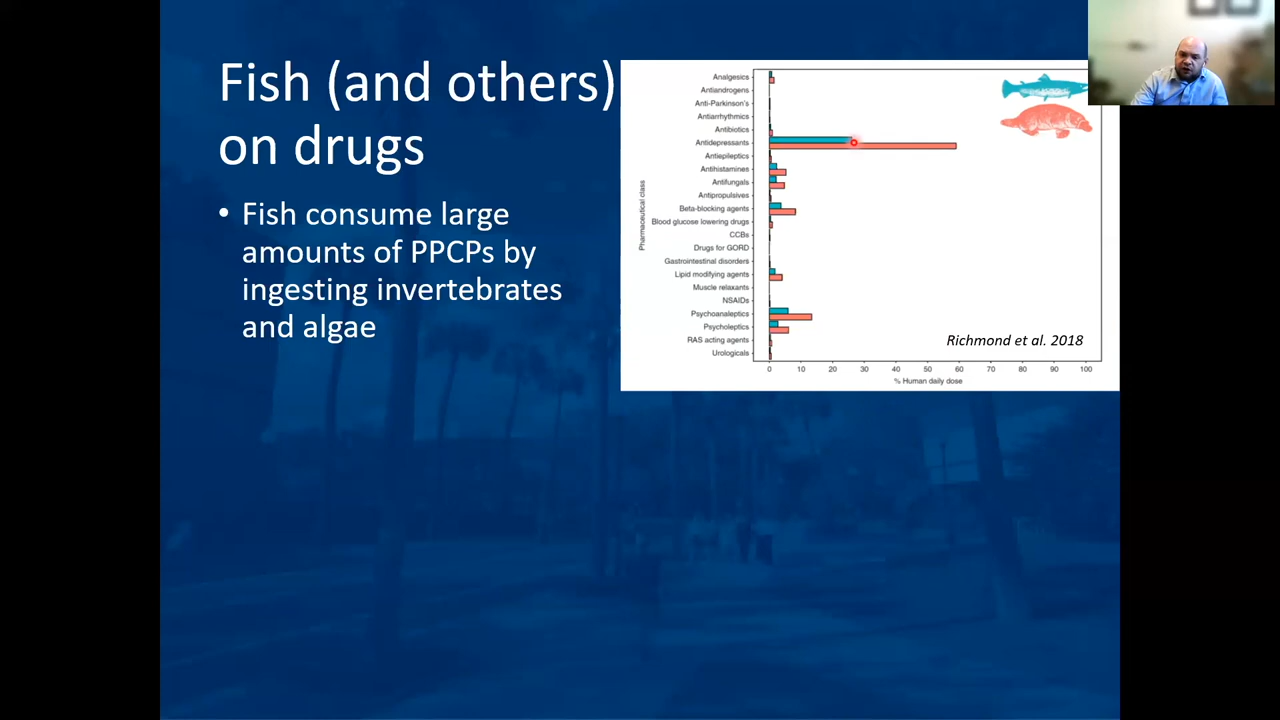 Fish (and others)
on drugs
• Fish consume large
amounts of PPCPs by
ingesting invertebrates
and algae
Pharmaceutical class
Analgesics
Antiandrogens
Anti-Parkinson's
Antiarrhythmics
Antibiotics
Antidepressants
Antiepileptics
Antihistamines
Antifungals
Antipropulsives
Beta-blocking agents
Blood glucose lowering drugs
CCBs
Drugs for GORD
Gastrointestinal disorders
Lipid modifying agents
Muscle relaxants
NSAIDs
Psychoanaleptics
Psycholeptics
RAS acting agents
Urologicals
Richmond et al. 2018
0 10 20 30 40 50 60 70 80 90 100
% Human daily dose